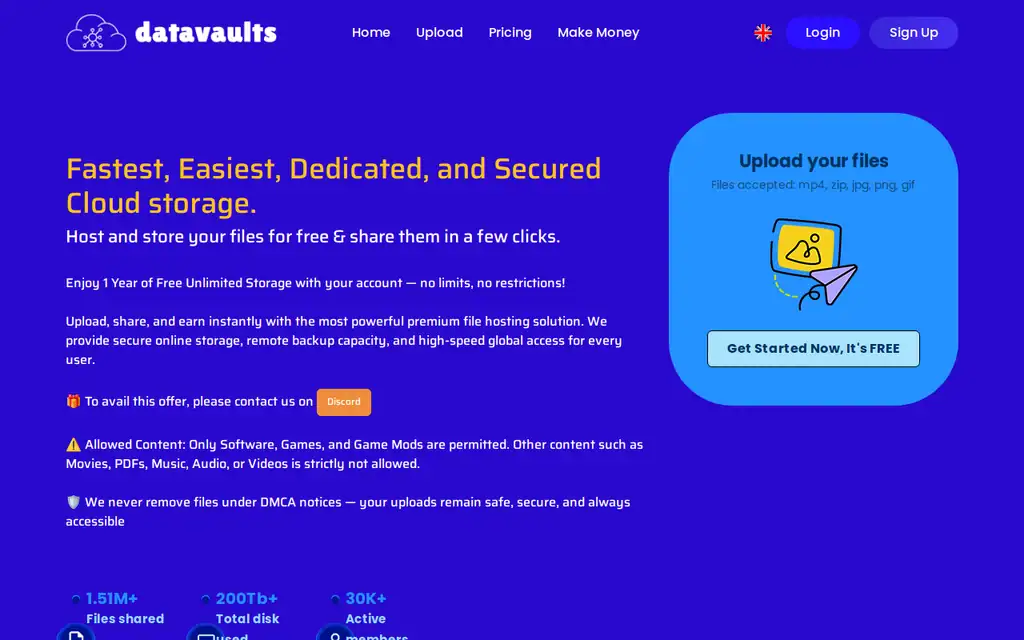 datavaults
Home Upload Pricing Make Money
Login Sign Up
Fastest, Easiest, Dedicated, and Secured
Cloud storage.
Host and store your files for free & share them in a few clicks.
Enjoy 1 Year of Free Unlimited Storage with your account — no limits, no restrictions!
Upload, share, and earn instantly with the most powerful premium file hosting solution. We
provide secure online storage, remote backup capacity, and high-speed global access for every
user.
🎁 To avail this offer, please contact us on Discord
⚠️ Allowed Content: Only Software, Games, and Game Mods are permitted. Other content such as
Movies, PDFs, Music, Audio, or Videos is strictly not allowed.
🛡️ We never remove files under DMCA notices — your uploads remain safe, secure, and always
accessible
Upload your files
Files accepted: mp4, zip, jpg, png, gif
Get Started Now, It's FREE
1.51M+
Files shared
200Tb+
Total disk
used
30K+
Active
members